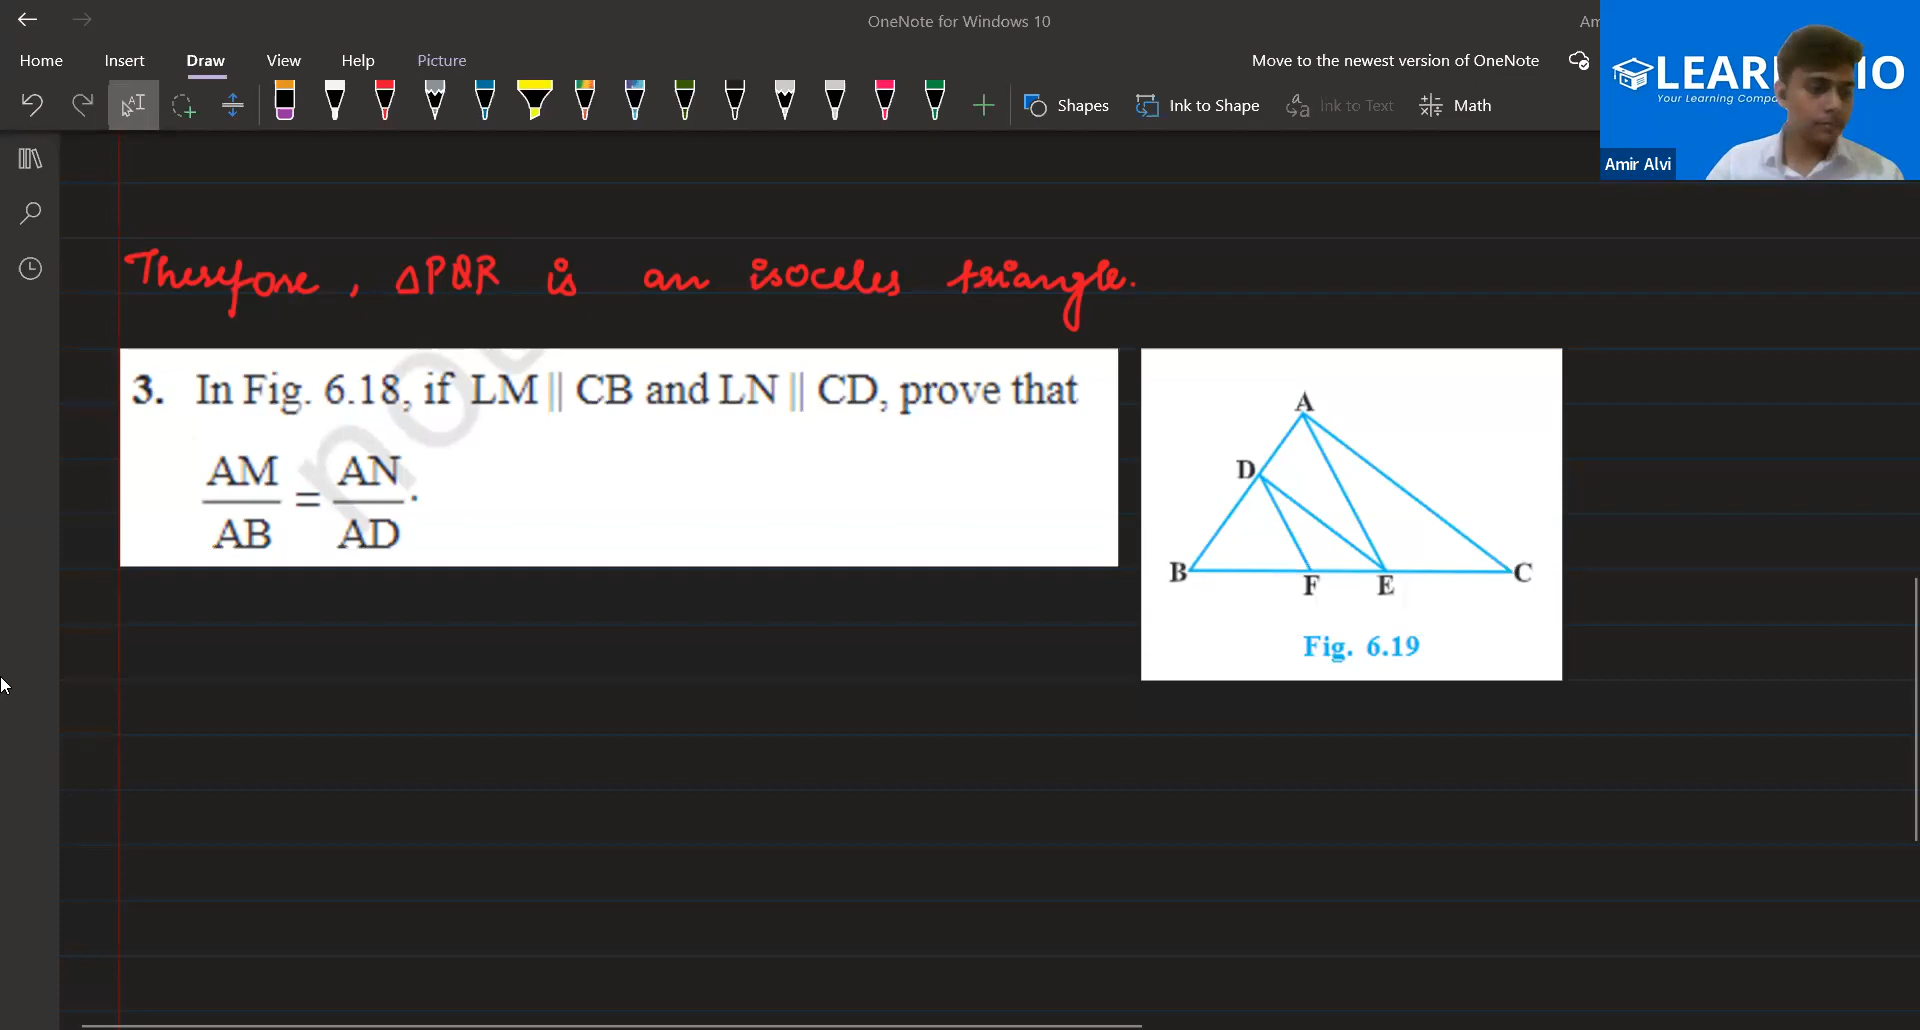 OneNote for Windows 10
Am
Home Insert Draw View Help Picture
Move to the newest version of OneNote
Shapes Ink to Shape Ink to Text Math
Your Learning Compa
Amir Alvi
Therefore, ΔPQR is an isoceles triangle.
3. In Fig. 6.18, if LM || CB and LN || CD, prove that
AM/AB = AN/AD.
A
D
B F E C
Fig. 6.19